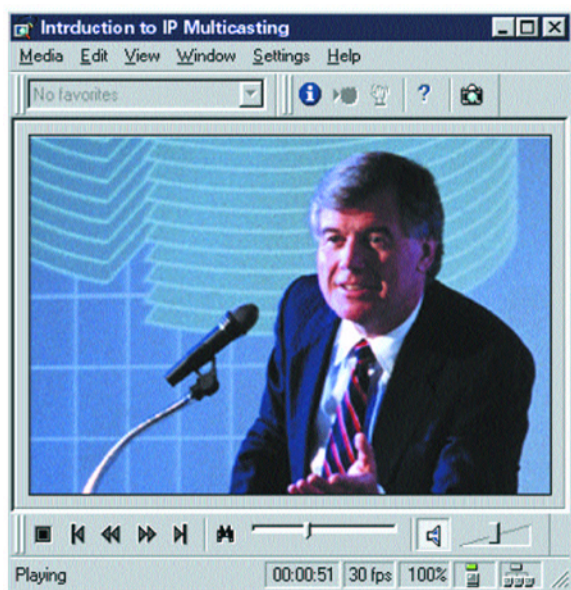 Intrduction to IP Multicasting
Media Edit View Window Settings Help
No favorites
?
Playing 00:00:51 30 fps 100%